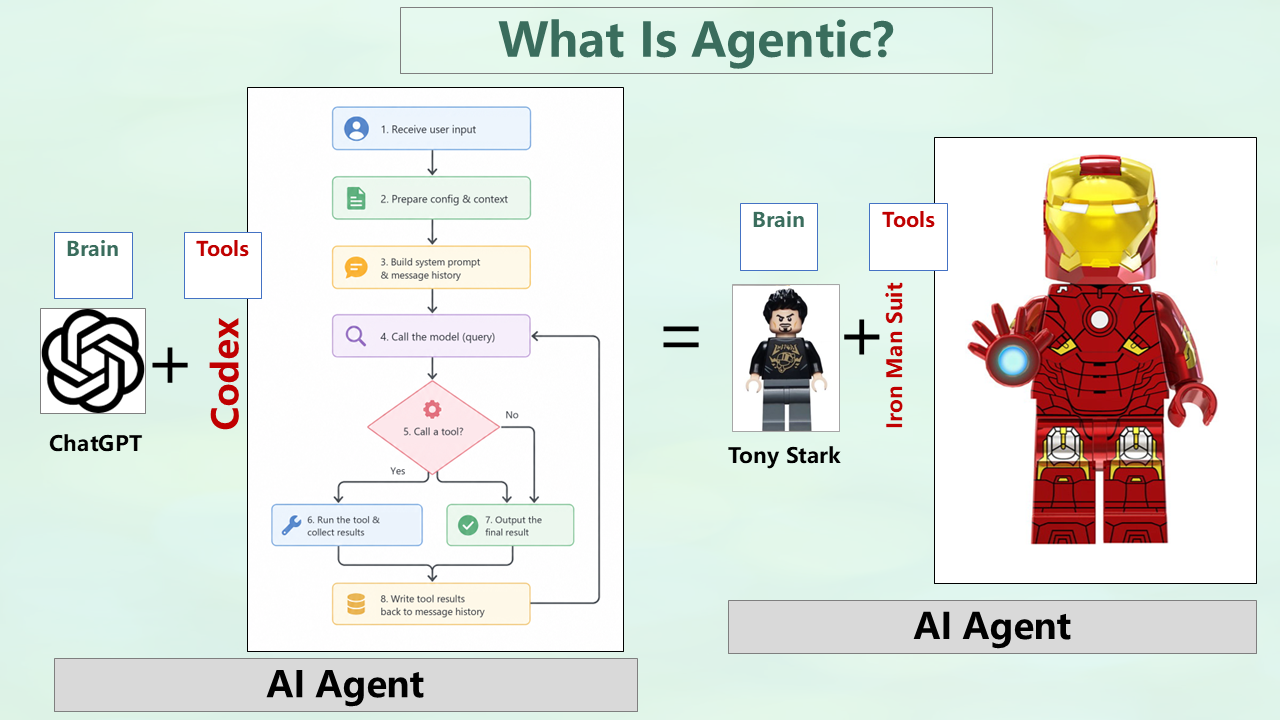 What Is Agentic?
Brain
Tools
ChatGPT
+
Codex
1. Receive user input
2. Prepare config & context
3. Build system prompt
& message history
4. Call the model (query)
5. Call a tool?
No
Yes
6. Run the tool &
collect results
7. Output the
final result
8. Write tool results
back to message history
AI Agent
=
Brain
Tools
Tony Stark
+
Iron Man Suit
AI Agent